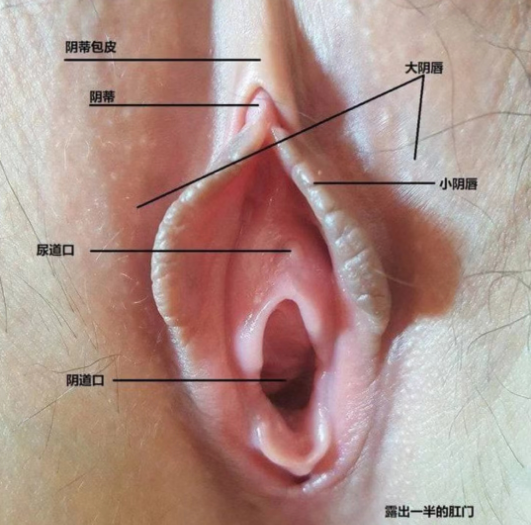 阴蒂包皮
大阴唇
阴蒂
小阴唇
尿道口
阴道口
露出一半的肛门